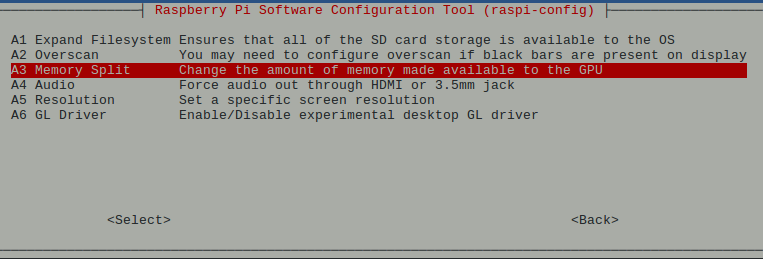 Raspberry Pi Software Configuration Tool (raspi-config)
A1 Expand Filesystem Ensures that all of the SD card storage is available to the OS
A2 Overscan You may need to configure overscan if black bars are present on display
A3 Memory Split Change the amount of memory made available to the GPU
A4 Audio Force audio out through HDMI or 3.5mm jack
A5 Resolution Set a specific screen resolution
A6 GL Driver Enable/Disable experimental desktop GL driver
<Select> <Back>